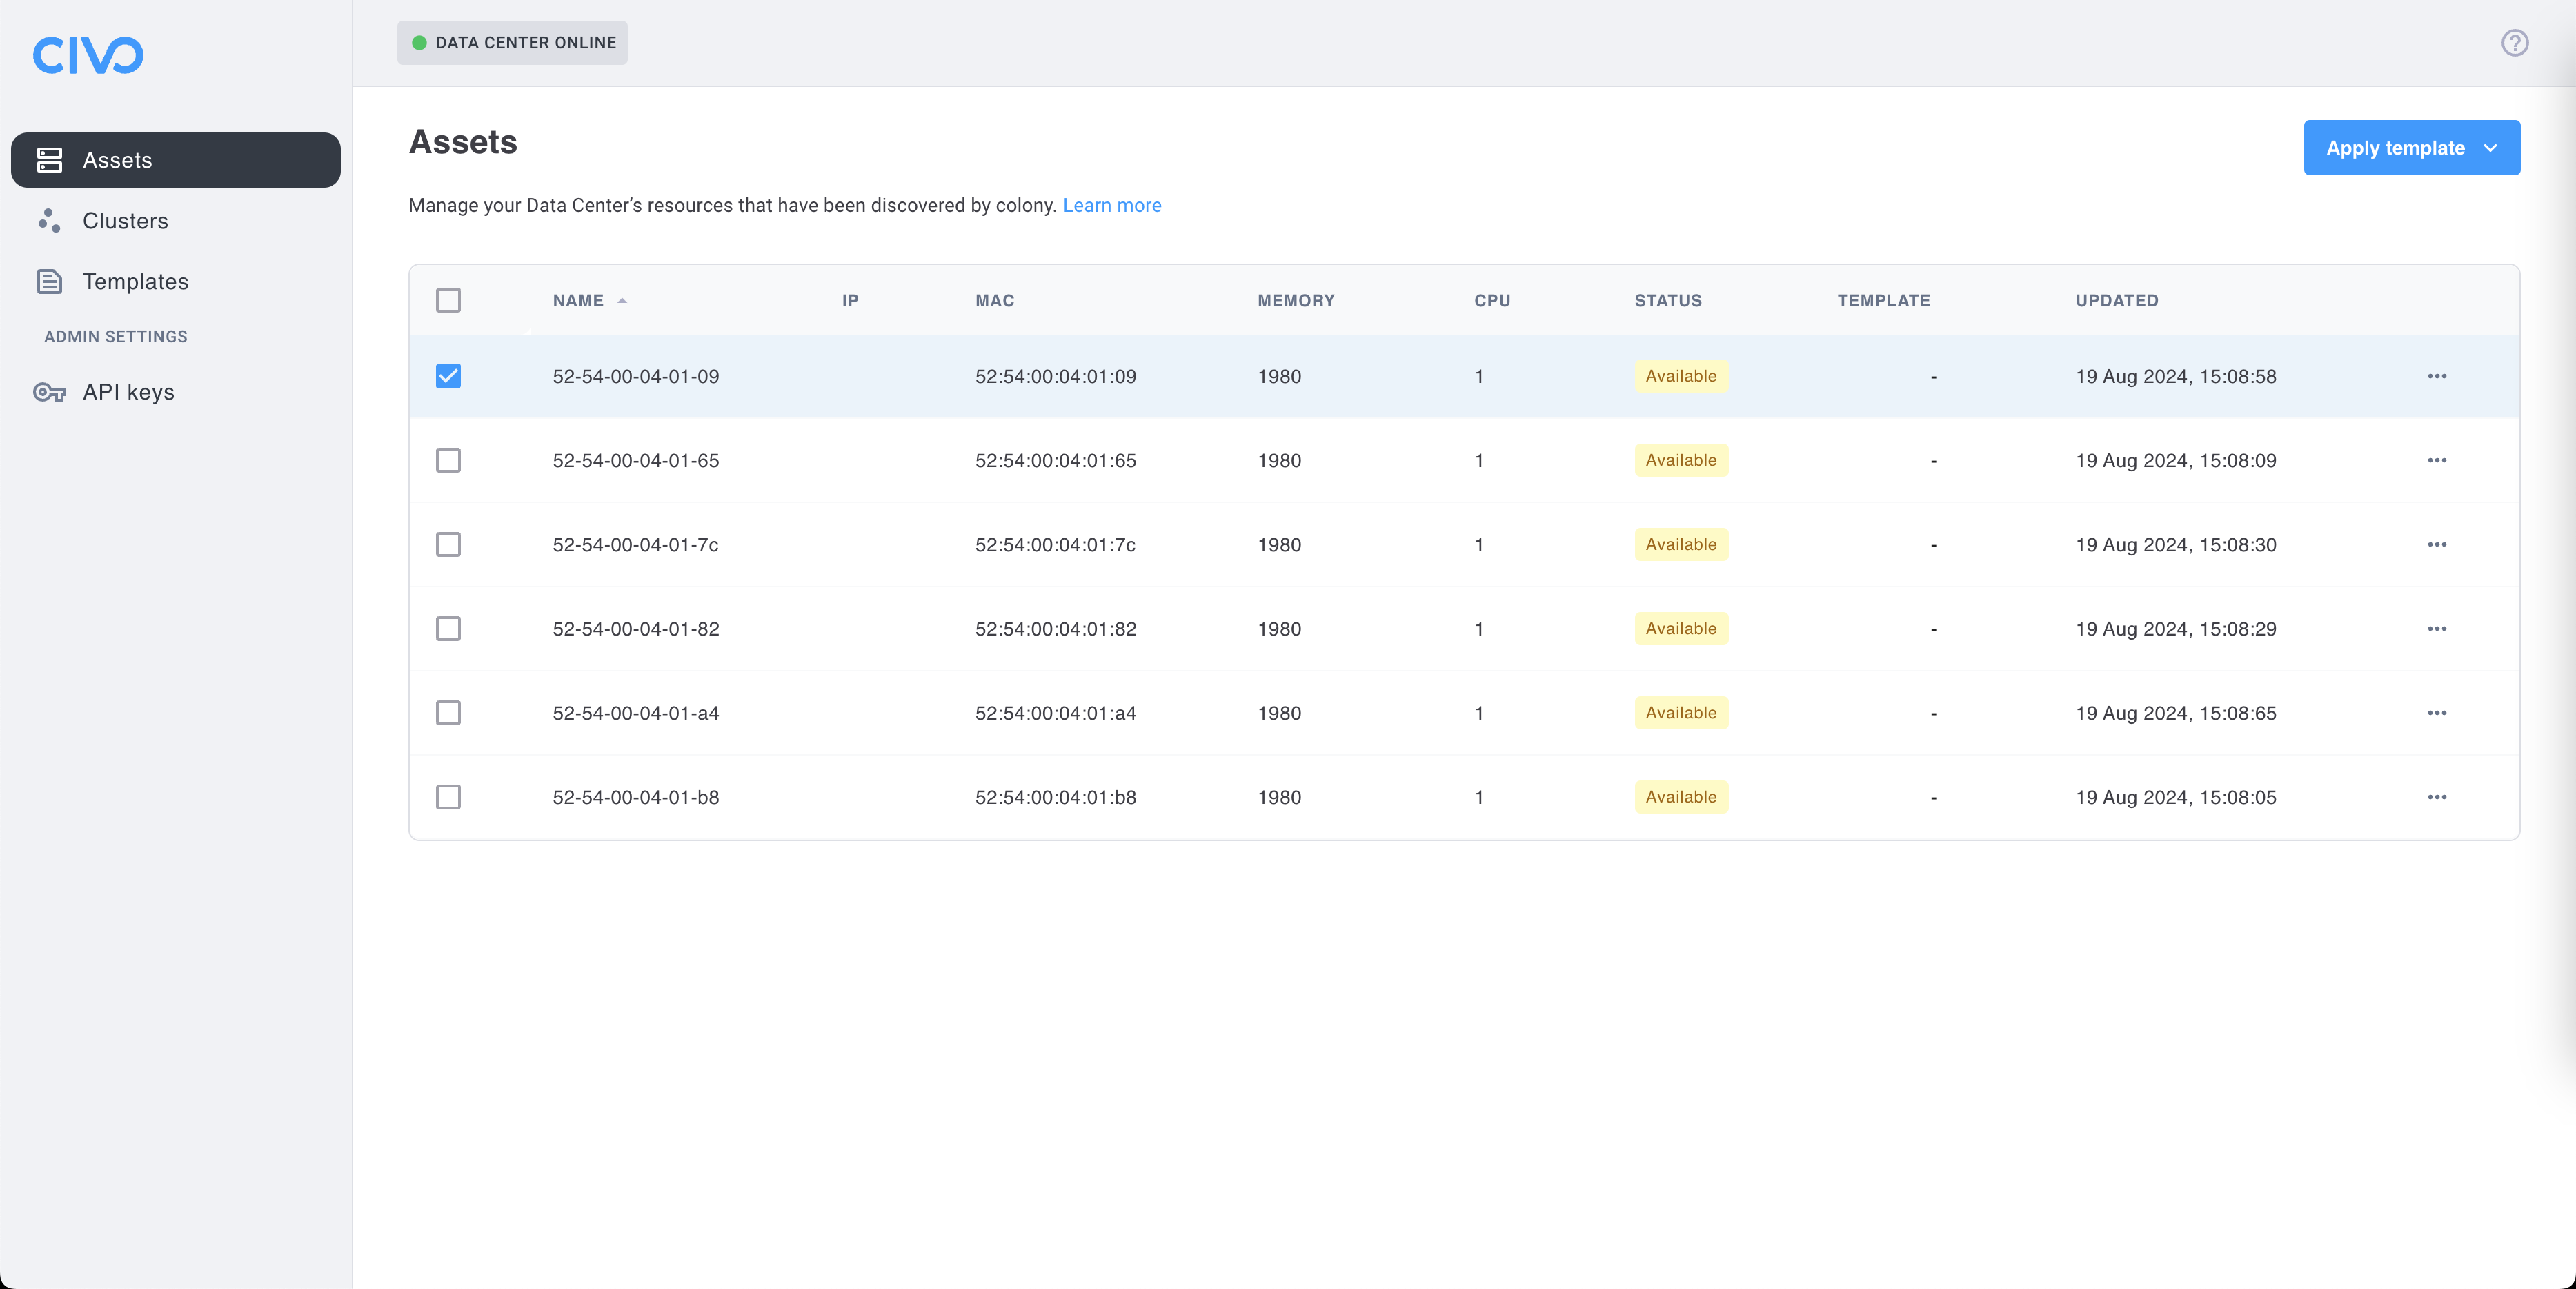 CIVO
DATA CENTER ONLINE
Assets
Clusters
Templates
ADMIN SETTINGS
API keys
Assets
Apply template
Manage your Data Center’s resources that have been discovered by colony. Learn more
NAME IP MAC MEMORY CPU STATUS TEMPLATE UPDATED
52-54-00-04-01-09 52:54:00:04:01:09 1980 1 Available - 19 Aug 2024, 15:08:58
52-54-00-04-01-65 52:54:00:04:01:65 1980 1 Available - 19 Aug 2024, 15:08:09
52-54-00-04-01-7c 52:54:00:04:01:7c 1980 1 Available - 19 Aug 2024, 15:08:30
52-54-00-04-01-82 52:54:00:04:01:82 1980 1 Available - 19 Aug 2024, 15:08:29
52-54-00-04-01-a4 52:54:00:04:01:a4 1980 1 Available - 19 Aug 2024, 15:08:65
52-54-00-04-01-b8 52:54:00:04:01:b8 1980 1 Available - 19 Aug 2024, 15:08:05